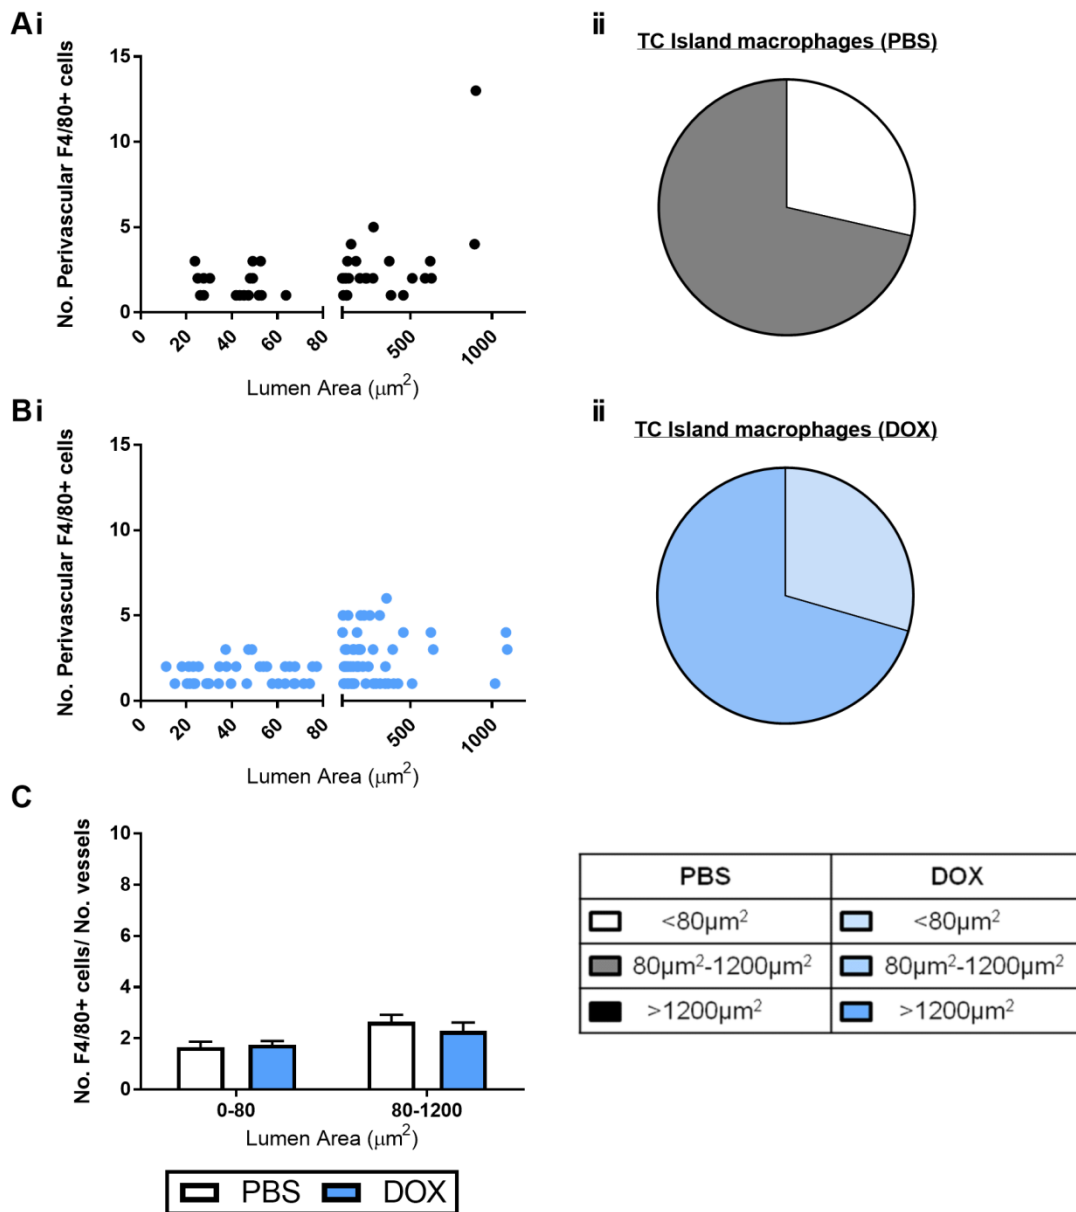 A i
No. Perivascular F4/80+ cells
15
10
5
0
0 20 40 60 80 500 1000
Lumen Area (μm²)
ii
TC Island macrophages (PBS)
B i
No. Perivascular F4/80+ cells
15
10
5
0
0 20 40 60 80 500 1000
Lumen Area (μm²)
ii
TC Island macrophages (DOX)
C
No. F4/80+ cells/ No. vessels
10
8
6
4
2
0
0-80 80-1200
Lumen Area (μm²)
PBS DOX
PBS DOX
<80μm² <80μm²
80μm²-1200μm² 80μm²-1200μm²
>1200μm² >1200μm²